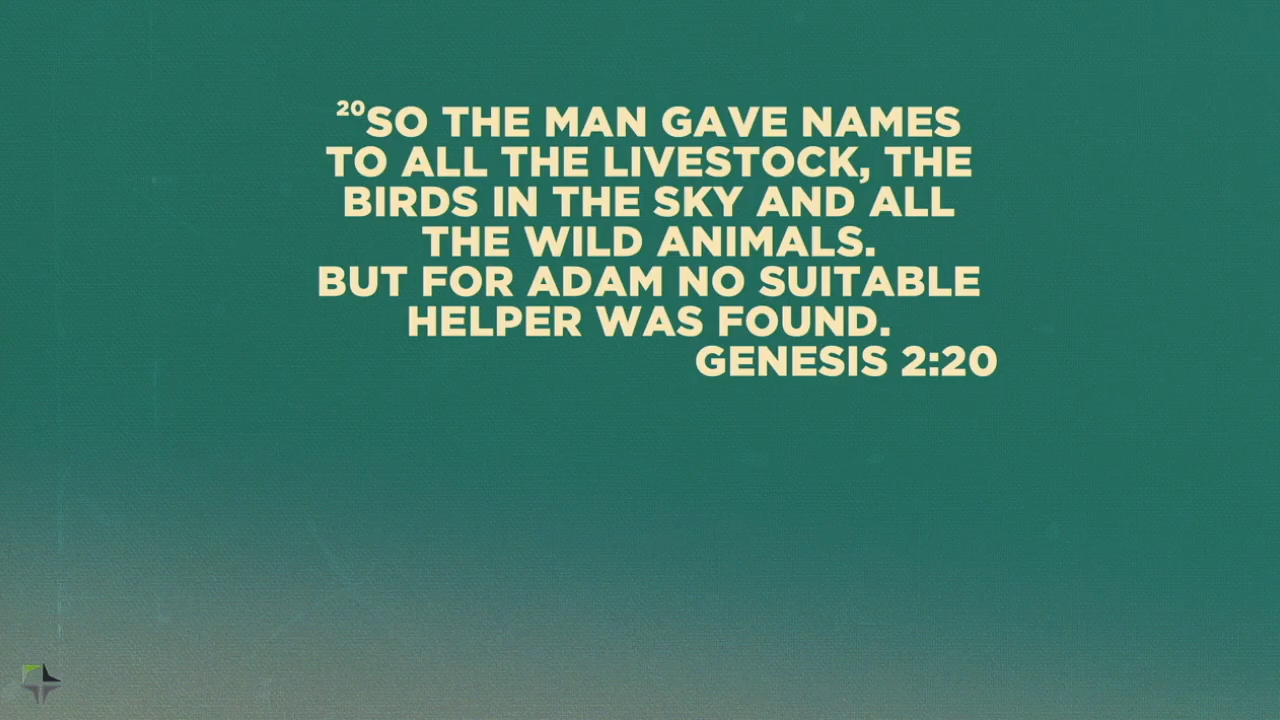 ²⁰SO THE MAN GAVE NAMES
TO ALL THE LIVESTOCK, THE
BIRDS IN THE SKY AND ALL
THE WILD ANIMALS.
BUT FOR ADAM NO SUITABLE
HELPER WAS FOUND.
GENESIS 2:20